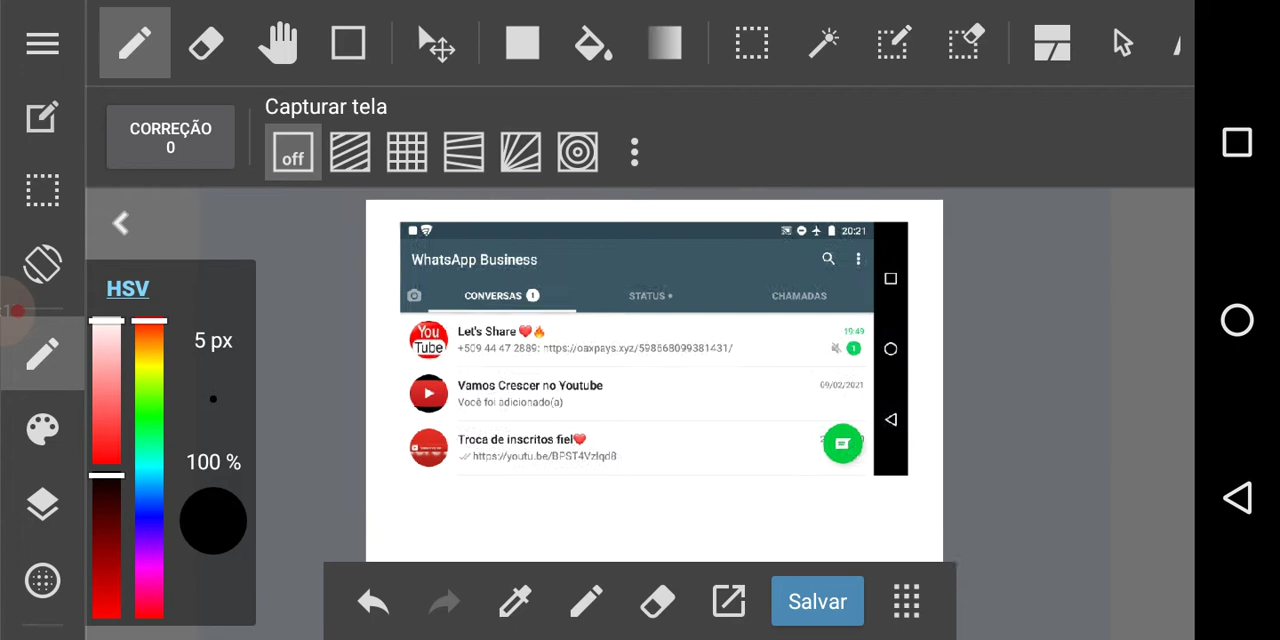 Capturar tela
CORREÇÃO
0
off
HSV
5 px
100 %
20:21
WhatsApp Business
CONVERSAS 1
STATUS •
CHAMADAS
You
Tube
Let's Share ❤️🔥
19:49
+509 44 47 2889: https://oaxpays.xyz/598668099381431/
1
Vamos Crescer no Youtube
09/02/2021
Você foi adicionado(a)
Troca de inscritos fiel❤️
https://youtu.be/BPST4VzIqd8
Salvar